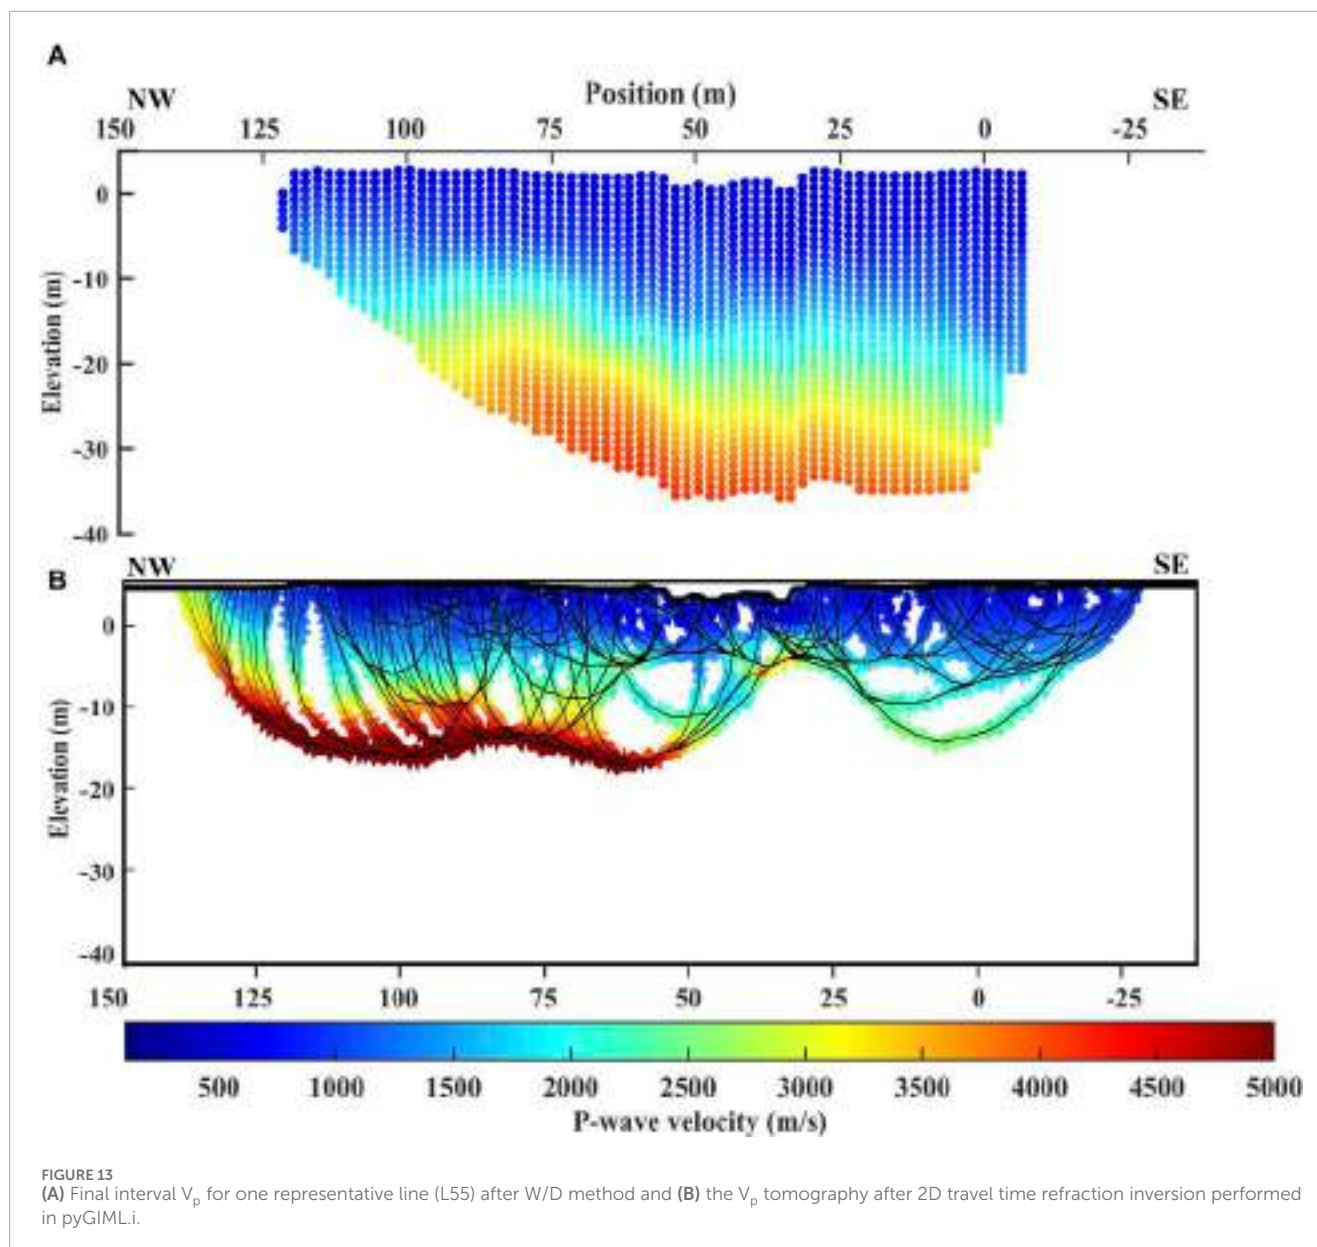 A
Position (m)
NW SE
150 125 100 75 50 25 0 -25
0
-10
-20
-30
-40
Elevation (m)
B
NW SE
0
-10
-20
-30
-40
Elevation (m)
150 125 100 75 50 25 0 -25
500 1000 1500 2000 2500 3000 3500 4000 4500 5000
P-wave velocity (m/s)
FIGURE 13
(A) Final interval Vp for one representative line (L55) after W/D method and (B) the Vp tomography after 2D travel time refraction inversion performed
in pyGIML.i.